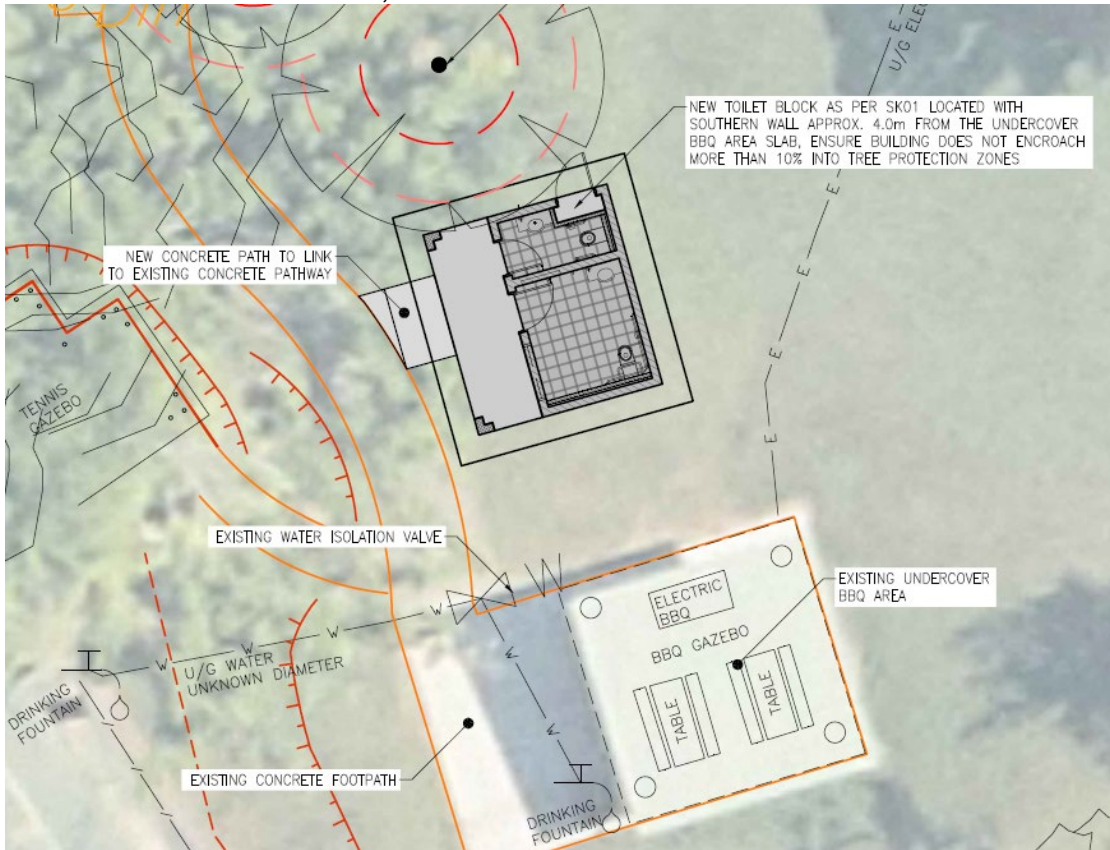 U/G ELEC
E
NEW TOILET BLOCK AS PER SK01 LOCATED WITH
SOUTHERN WALL APPROX. 4.0m FROM THE UNDERCOVER
BBQ AREA SLAB, ENSURE BUILDING DOES NOT ENCROACH
MORE THAN 10% INTO TREE PROTECTION ZONES
E
E
E
NEW CONCRETE PATH TO LINK
TO EXISTING CONCRETE PATHWAY
E
TENNIS
GAZEBO
E
EXISTING WATER ISOLATION VALVE
EXISTING UNDERCOVER
BBQ AREA
ELECTRIC
BBQ
BBQ GAZEBO
W
W
W
W
U/G WATER
UNKNOWN DIAMETER
W
W
TABLE
TABLE
DRINKING
FOUNTAIN
EXISTING CONCRETE FOOTPATH
DRINKING
FOUNTAIN